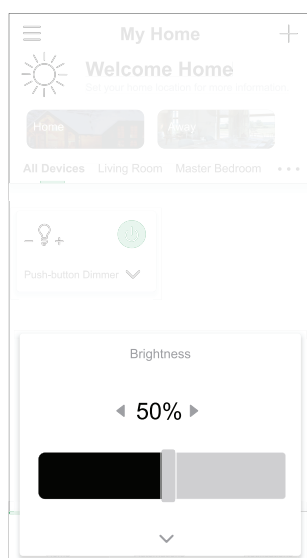 My Home
Welcome Home
Set your home location for more information
Home
Away
All Devices Living Room Master Bedroom
Push-button Dimmer
Brightness
50%